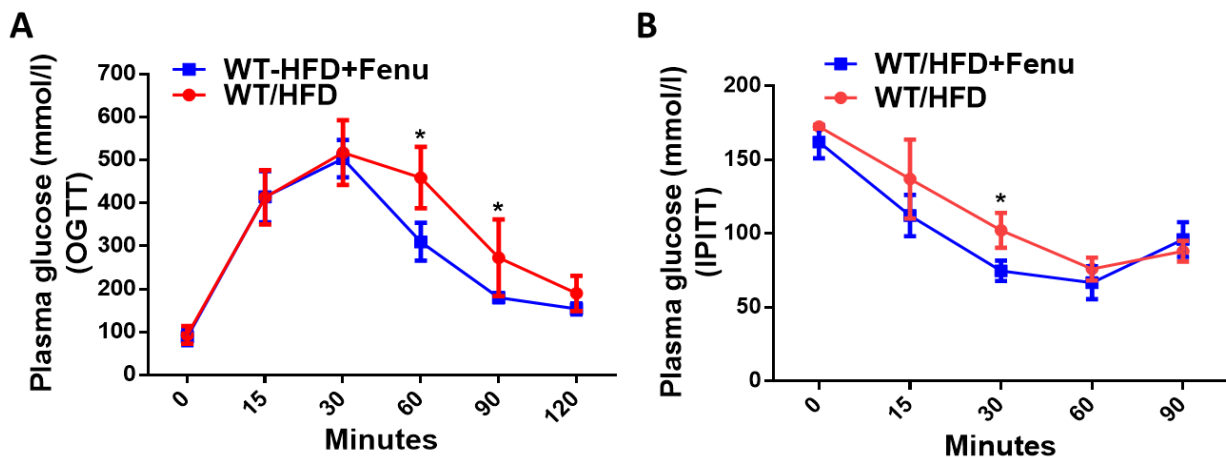 A
WT-HFD+Fenu
WT/HFD
Plasma glucose (mmol/l)
(OGTT)
700
600
500
400
300
200
100
0
*
*
0
15
30
60
90
120
Minutes
B
WT/HFD+Fenu
WT/HFD
Plasma glucose (mmol/l)
(IPITT)
200
150
100
50
0
*
0
15
30
60
90
Minutes